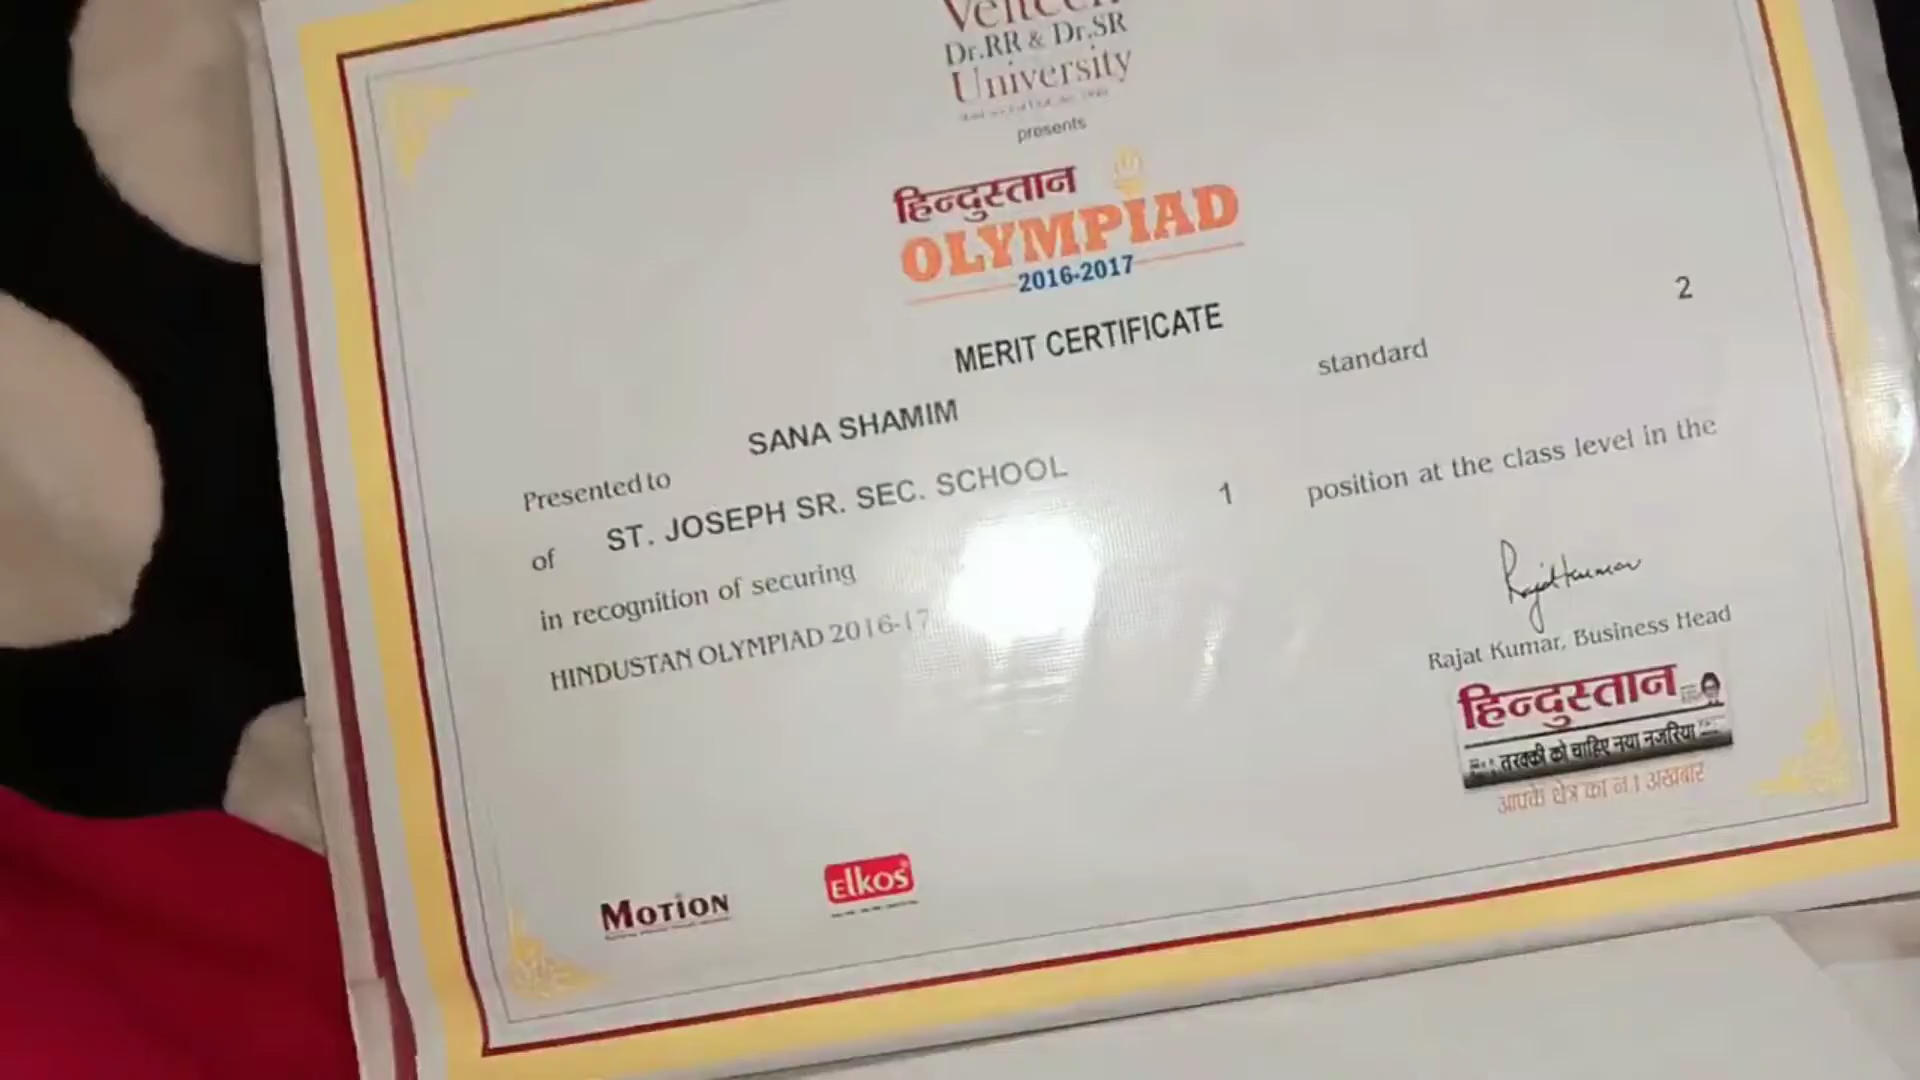 Dr.RR & Dr.SR
University
presents
हिन्दुस्तान
OLYMPIAD
2016-2017
MERIT CERTIFICATE
Presented to SANA SHAMIM standard 2
of ST. JOSEPH SR. SEC. SCHOOL
in recognition of securing 1 position at the class level in the
HINDUSTAN OLYMPIAD 2016-17
Rajat Kumar, Business Head
हिन्दुस्तान
तरक्की को चाहिए नया नजरिया
आपके क्षेत्र का नं.1 अखबार
MOTION
Elkos